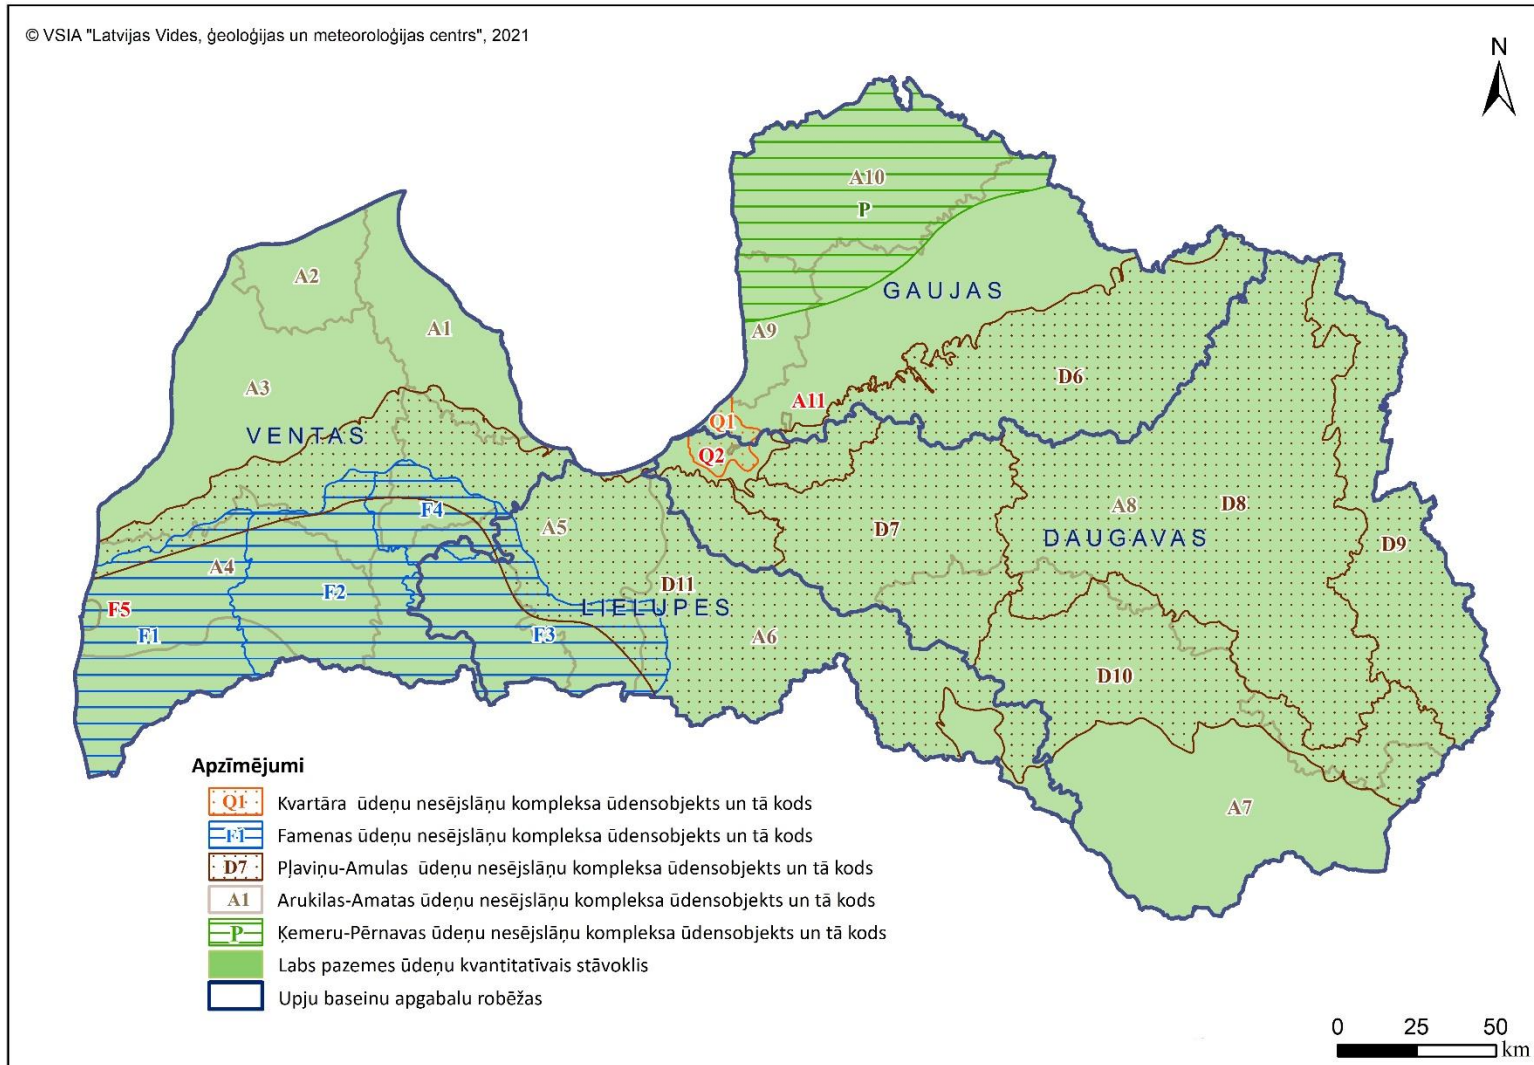 © VSIA "Latvijas Vides, ģeoloģijas un meteoroloģijas centrs", 2021
N
A10
P
A2
GAUJAS
A1
A9
A3
D6
A11
VENTAS
Q1
Q2
F4
A5
A8
D8
D7
DAUGAVAS
D9
A4
D11
F2
F5
LIELUPES
F1
F3
A6
D10
A7
Apzīmējumi
Q1 Kvartāra ūdeņu nesējslāņu kompleksa ūdensobjekts un tā kods
F1 Famenas ūdeņu nesējslāņu kompleksa ūdensobjekts un tā kods
D7 Pļaviņu-Amulas ūdeņu nesējslāņu kompleksa ūdensobjekts un tā kods
A1 Arukilas-Amatas ūdeņu nesējslāņu kompleksa ūdensobjekts un tā kods
P Ķemeru-Pērnavas ūdeņu nesējslāņu kompleksa ūdensobjekts un tā kods
Labs pazemes ūdeņu kvantitatīvais stāvoklis
Upju baseinu apgabalu robēžas
0 25 50
km